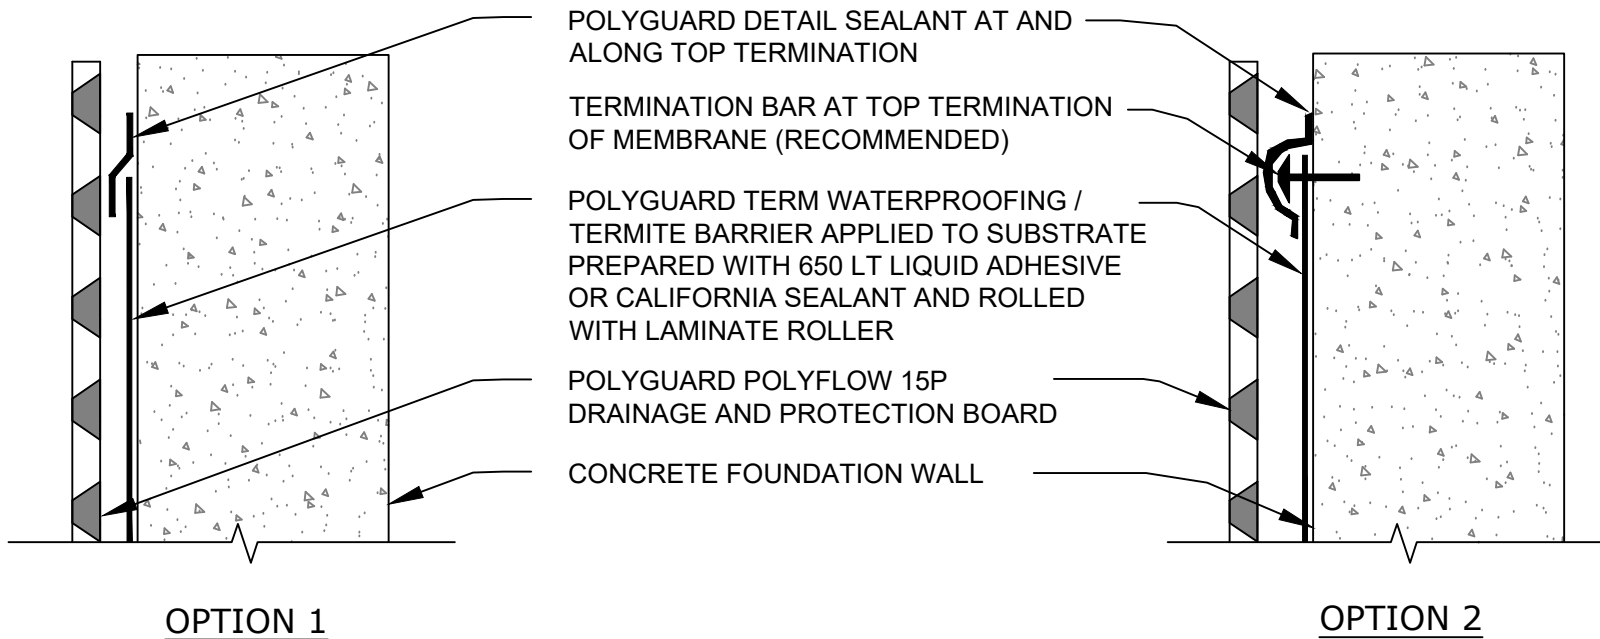 POLYGUARD DETAIL SEALANT AT AND
ALONG TOP TERMINATION
TERMINATION BAR AT TOP TERMINATION
OF MEMBRANE (RECOMMENDED)
POLYGUARD TERM WATERPROOFING /
TERMITE BARRIER APPLIED TO SUBSTRATE
PREPARED WITH 650 LT LIQUID ADHESIVE
OR CALIFORNIA SEALANT AND ROLLED
WITH LAMINATE ROLLER
POLYGUARD POLYFLOW 15P
DRAINAGE AND PROTECTION BOARD
CONCRETE FOUNDATION WALL
OPTION 1
OPTION 2